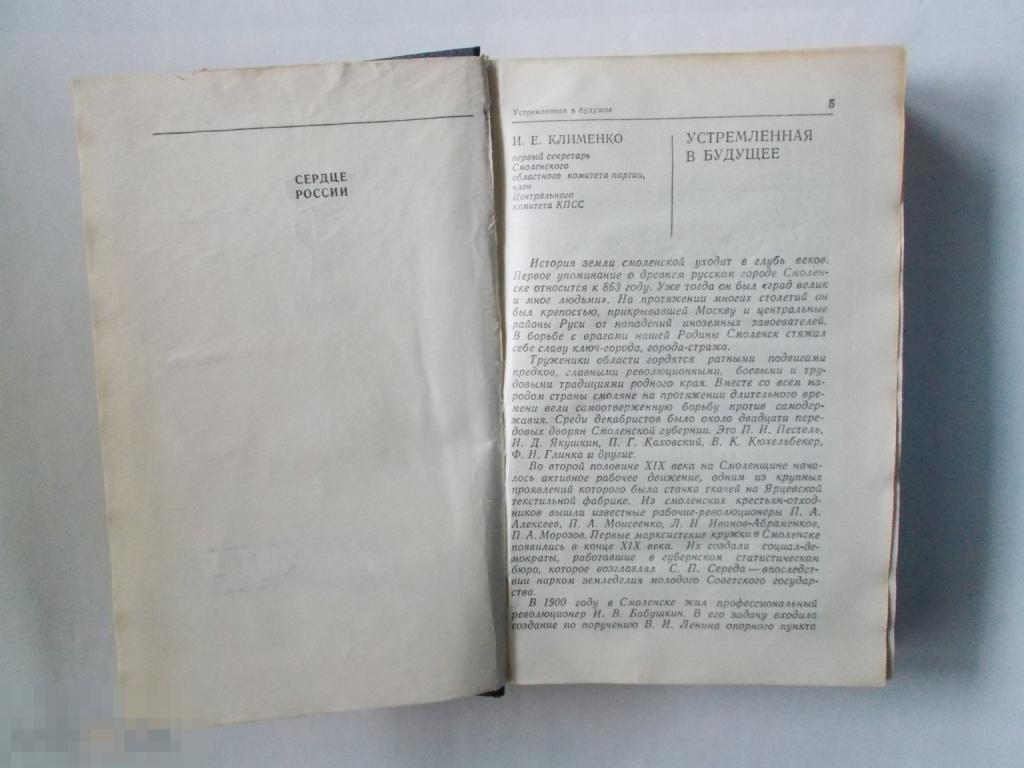 СЕРДЦЕ
РОССИИ
Устремленная в будущее
5
И. Е. КЛИМЕНКО
первый секретарь
Смоленского
областного комитета партии,
член
Центрального
комитета КПСС
УСТРЕМЛЕННАЯ
В БУДУЩЕЕ
История земли смоленской уходит в глубь веков.
Первое упоминание о древнем русском городе Смолен-
ске относится к 863 году. Уже тогда он был «град велик
и мног людьми». На протяжении многих столетий он
был крепостью, прикрывавшей Москву и центральные
районы Руси от нападений иноземных завоевателей.
В борьбе с врагами нашей Родины Смоленск стяжал
себе славу ключ-города, города-стража.
Труженики области гордятся ратными подвигами
предков, славными революционными, боевыми и тру-
довыми традициями родного края. Вместе со всем на-
родом страны смоляне на протяжении длительного вре-
мени вели самоотверженную борьбу против самодер-
жавия. Среди декабристов было около двадцати пере-
довых дворян Смоленской губернии. Это П. И. Пестель,
И. Д. Якушкин, П. Г. Каховский, В. К. Кюхельбекер,
Ф. Н. Глинка и другие.
Во второй половине XIX века на Смоленщине нача-
лось активное рабочее движение, одним из крупных
проявлений которого была стачка ткачей на Ярцевской
текстильной фабрике. Из смоленских крестьян-отход-
ников вышли известные рабочие-революционеры П. А.
Алексеев, П. А. Моисеенко, Л. И. Иванов-Абраменков,
П. А. Морозов. Первые марксистские кружки в Смоленске
появились в конце XIX века. Их создали социал-де-
мократы, работавшие в губернском статистическом
бюро, которое возглавлял С. П. Середа — впоследст-
вии нарком земледелия молодого Советского государ-
ства.
В 1900 году в Смоленске жил профессиональный
революционер И. В. Бабушкин. В его задачу входило
создание по поручению В. И. Ленина опорного пункта